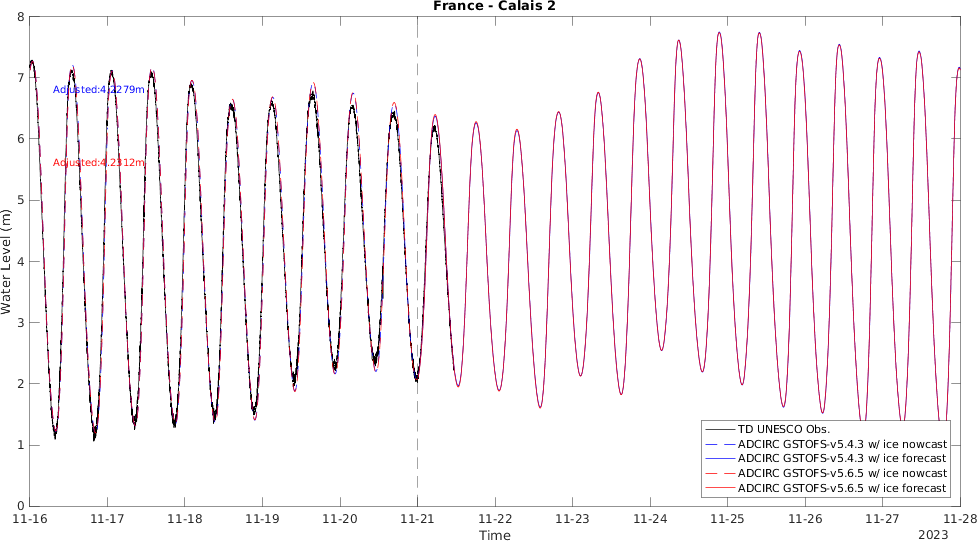 France - Calais 2
8
7
6
5
4
3
2
1
0
Water Level (m)
Adjusted:4.2279m
Adjusted:4.2312m
TD UNESCO Obs.
ADCIRC GSTOFS-v5.4.3 w/ ice nowcast
ADCIRC GSTOFS-v5.4.3 w/ ice forecast
ADCIRC GSTOFS-v5.6.5 w/ ice nowcast
ADCIRC GSTOFS-v5.6.5 w/ ice forecast
11-16 11-17 11-18 11-19 11-20 11-21 11-22 11-23 11-24 11-25 11-26 11-27 11-28
Time
2023